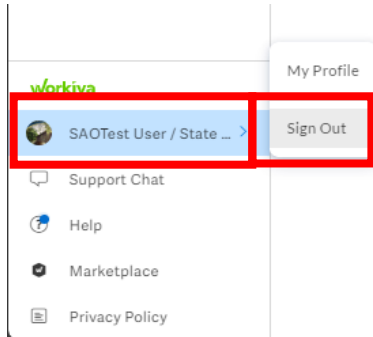 workiva
SAOTest User / State ... >
Support Chat
Help
Marketplace
Privacy Policy
My Profile
Sign Out